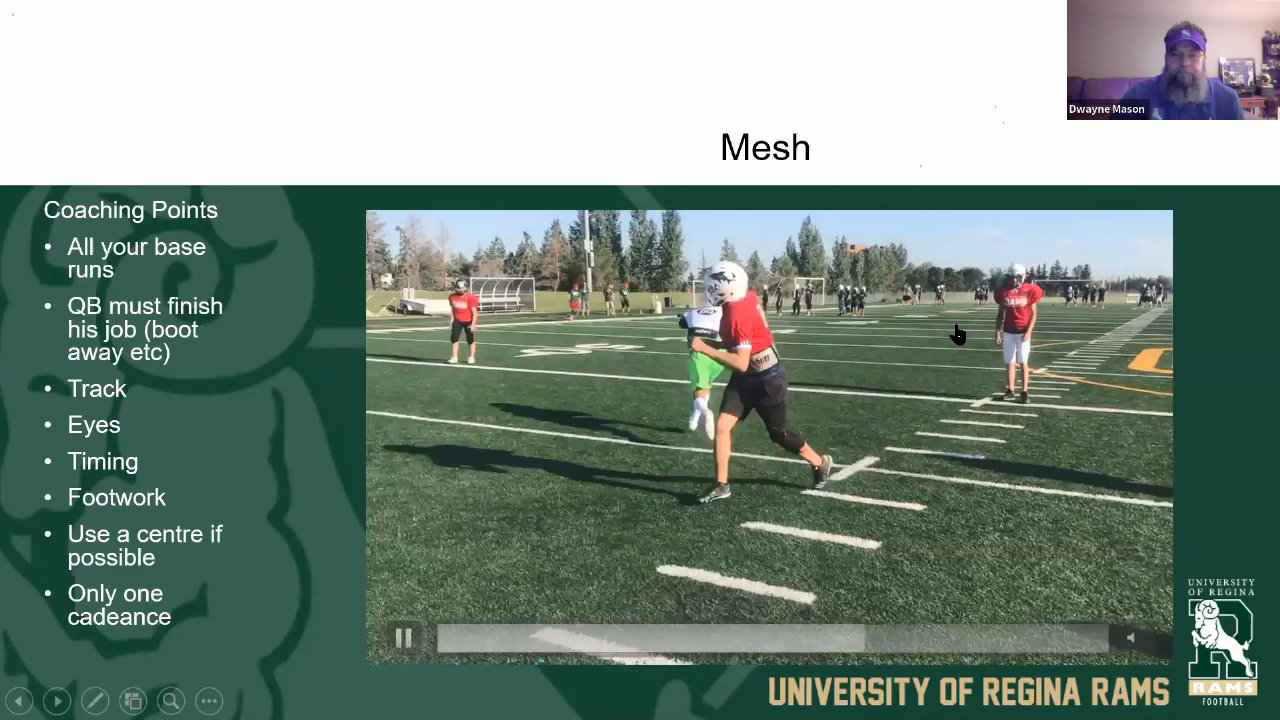 Dwayne Mason
Mesh
Coaching Points
• All your base
runs
• QB must finish
his job (boot
away etc)
• Track
• Eyes
• Timing
• Footwork
• Use a centre if
possible
• Only one
cadeance
RAMS
UNIVERSITY
OF REGINA
R
RAMS
FOOTBALL
UNIVERSITY OF REGINA RAMS